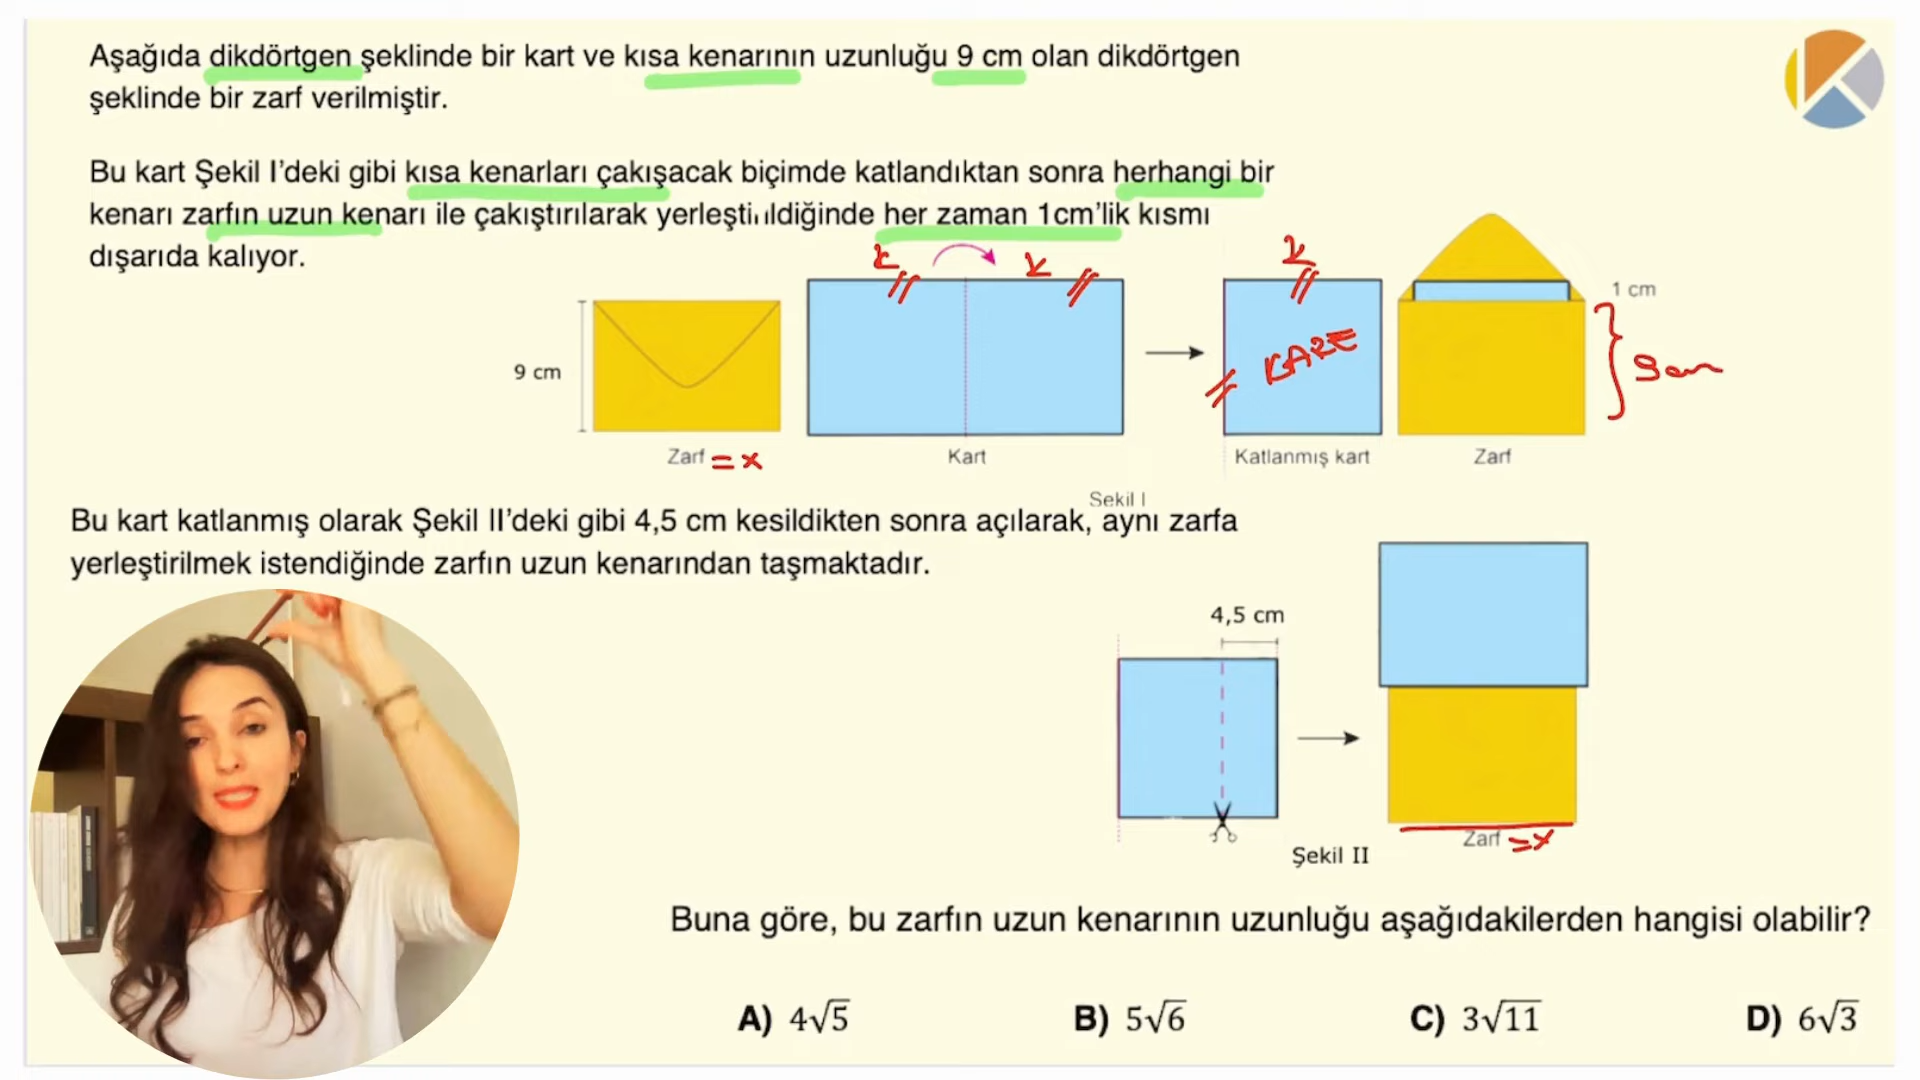 Aşağıda dikdörtgen şeklinde bir kart ve kısa kenarının uzunluğu 9 cm olan dikdörtgen
şeklinde bir zarf verilmiştir.
Bu kart Şekil I'deki gibi kısa kenarları çakışacak biçimde katlandıktan sonra herhangi bir
kenarı zarfın uzun kenarı ile çakıştırılarak yerleştirildiğinde her zaman 1cm'lik kısmı
dışarıda kalıyor.
k k k
1 cm
KARE
9 cm
9cm
Zarf = x Kart Katlanmış kart Zarf
Şekil I
Bu kart katlanmış olarak Şekil II'deki gibi 4,5 cm kesildikten sonra açılarak, aynı zarfa
yerleştirilmek istendiğinde zarfın uzun kenarından taşmaktadır.
4,5 cm
Zarf = x
Şekil II
Buna göre, bu zarfın uzun kenarının uzunluğu aşağıdakilerden hangisi olabilir?
A) 4√5 B) 5√6 C) 3√11 D) 6√3